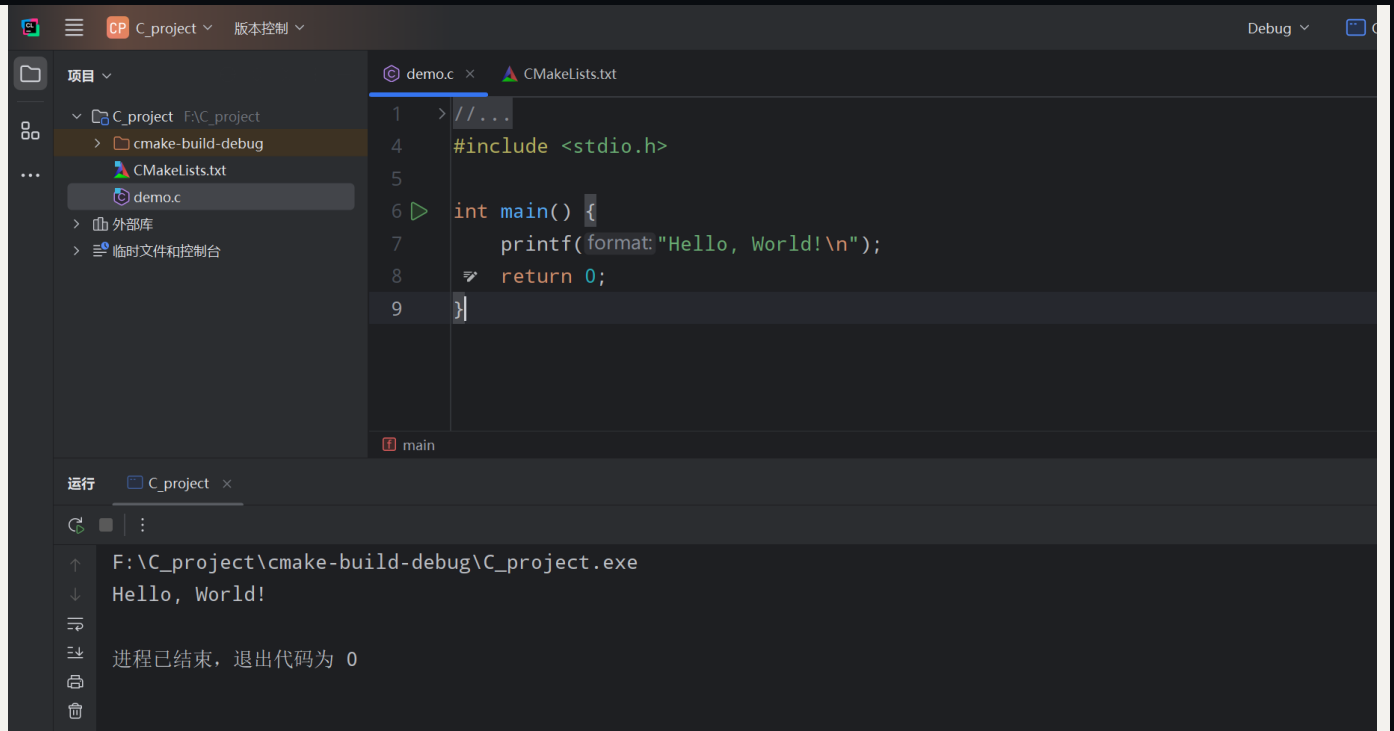 CL CP C_project 版本控制 Debug
项目
demo.c CMakeLists.txt
C_project F:\C_project
cmake-build-debug
CMakeLists.txt
demo.c
外部库
临时文件和控制台
1 //...
4 #include <stdio.h>
5
6 int main() {
7 printf(format:"Hello, World!\n");
8 return 0;
9 }
f main
运行 C_project
F:\C_project\cmake-build-debug\C_project.exe
Hello, World!
进程已结束，退出代码为 0